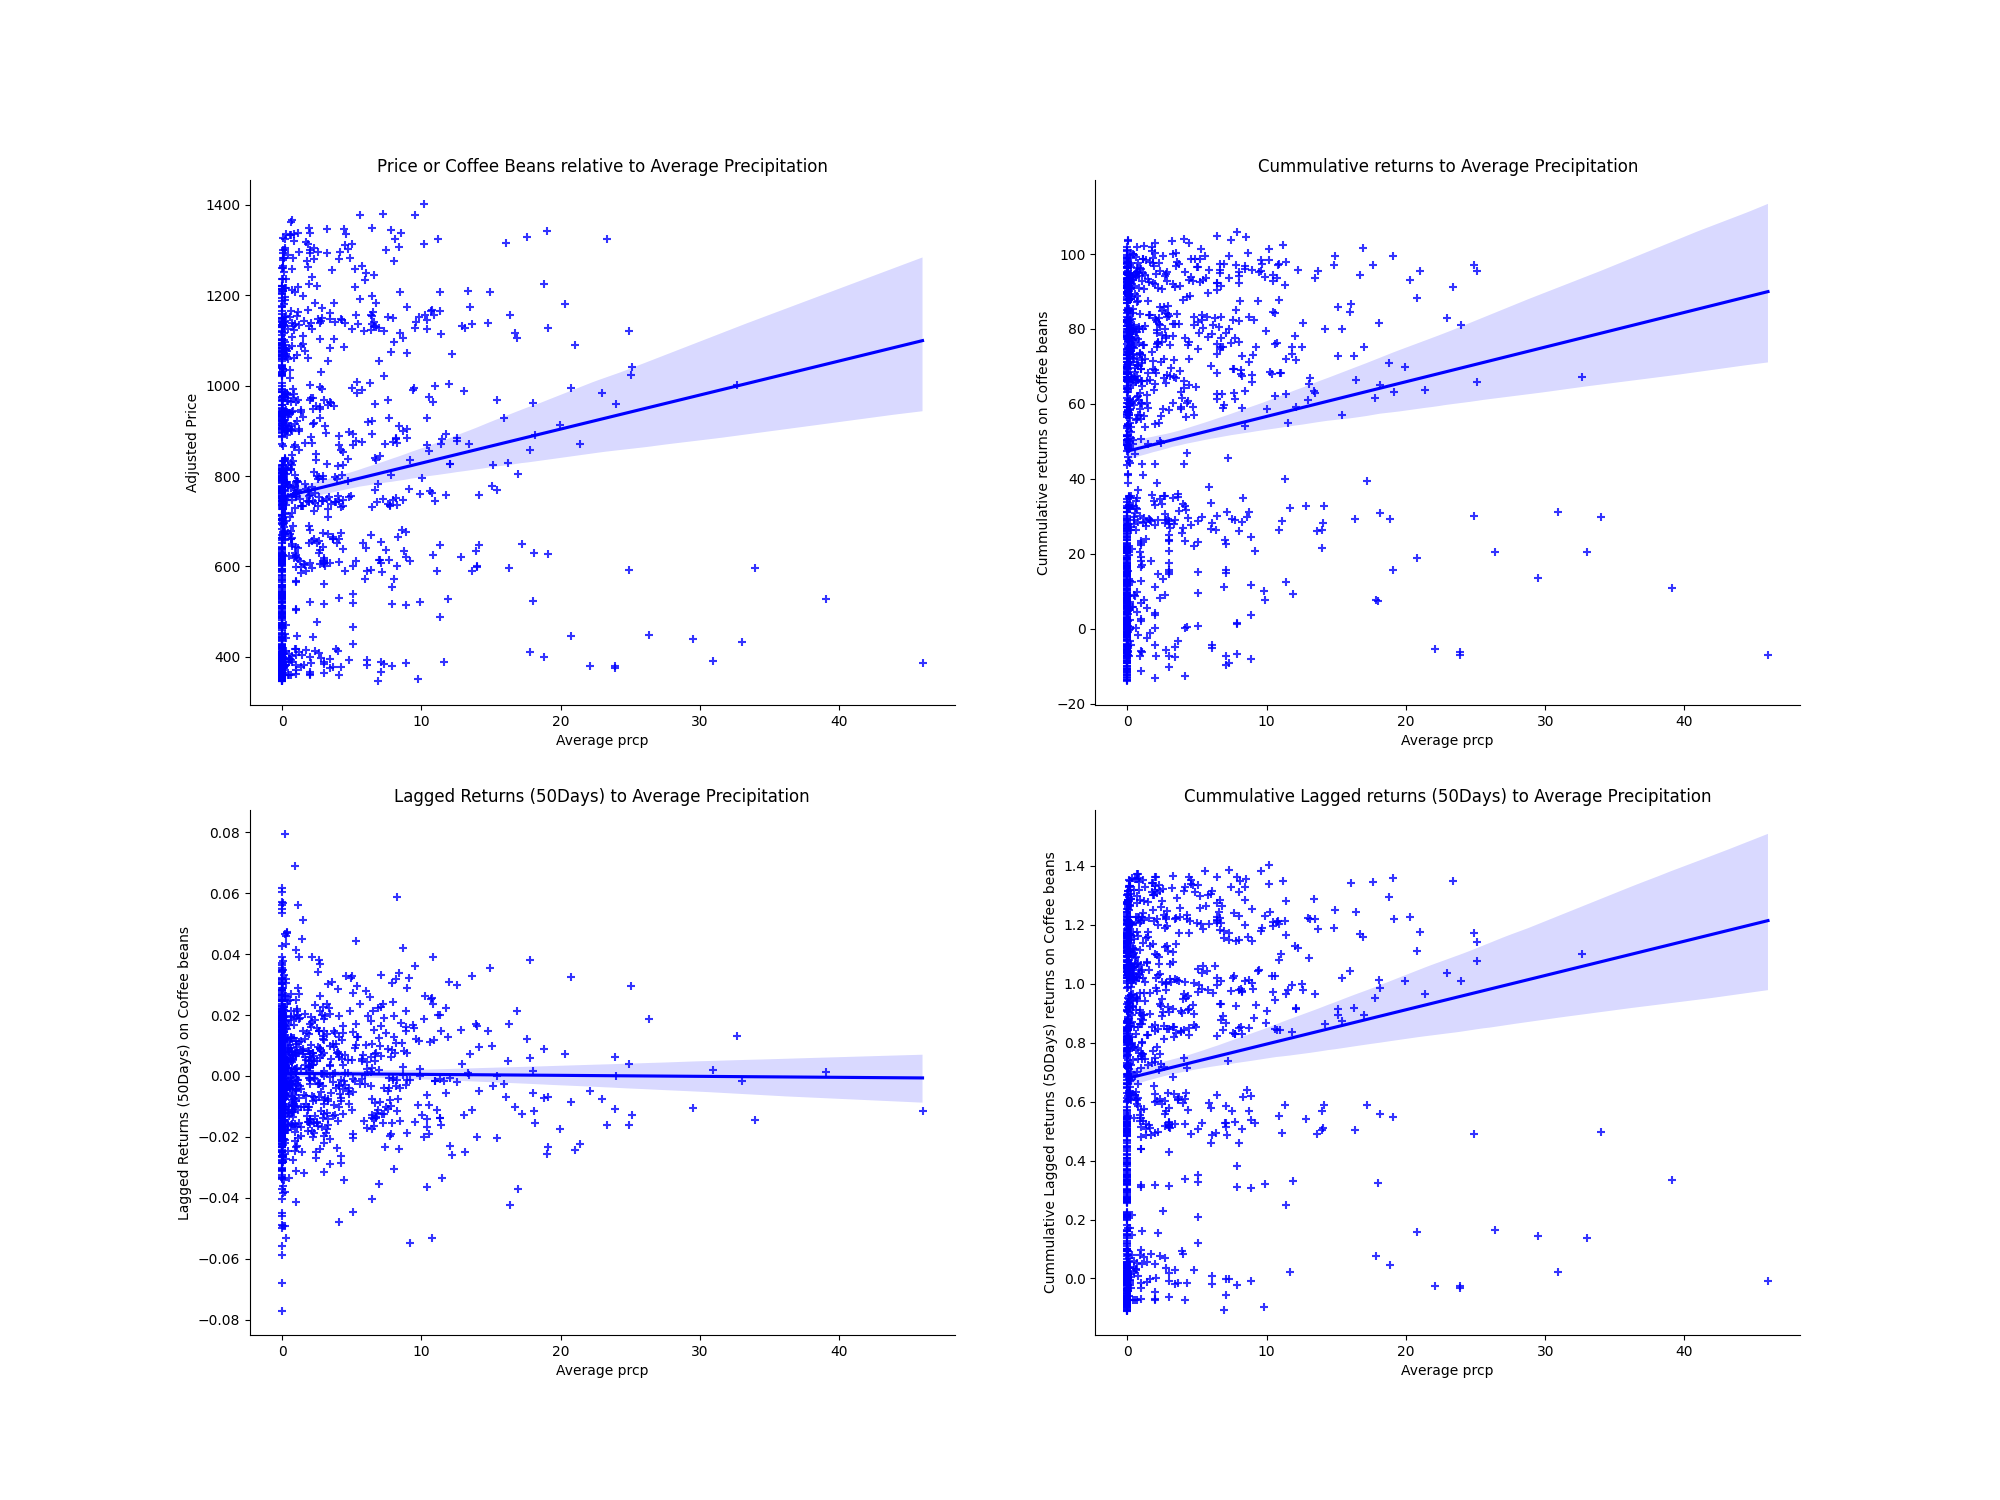 Price or Coffee Beans relative to Average Precipitation
Adjusted Price
1400
1200
1000
800
600
400
0 10 20 30 40
Average prcp
Cummulative returns to Average Precipitation
Cummulative returns on Coffee beans
100
80
60
40
20
0
−20
0 10 20 30 40
Average prcp
Lagged Returns (50Days) to Average Precipitation
Lagged Returns (50Days) on Coffee beans
0.08
0.06
0.04
0.02
0.00
−0.02
−0.04
−0.06
−0.08
0 10 20 30 40
Average prcp
Cummulative Lagged returns (50Days) to Average Precipitation
Cummulative Lagged returns (50Days) returns on Coffee beans
1.4
1.2
1.0
0.8
0.6
0.4
0.2
0.0
0 10 20 30 40
Average prcp